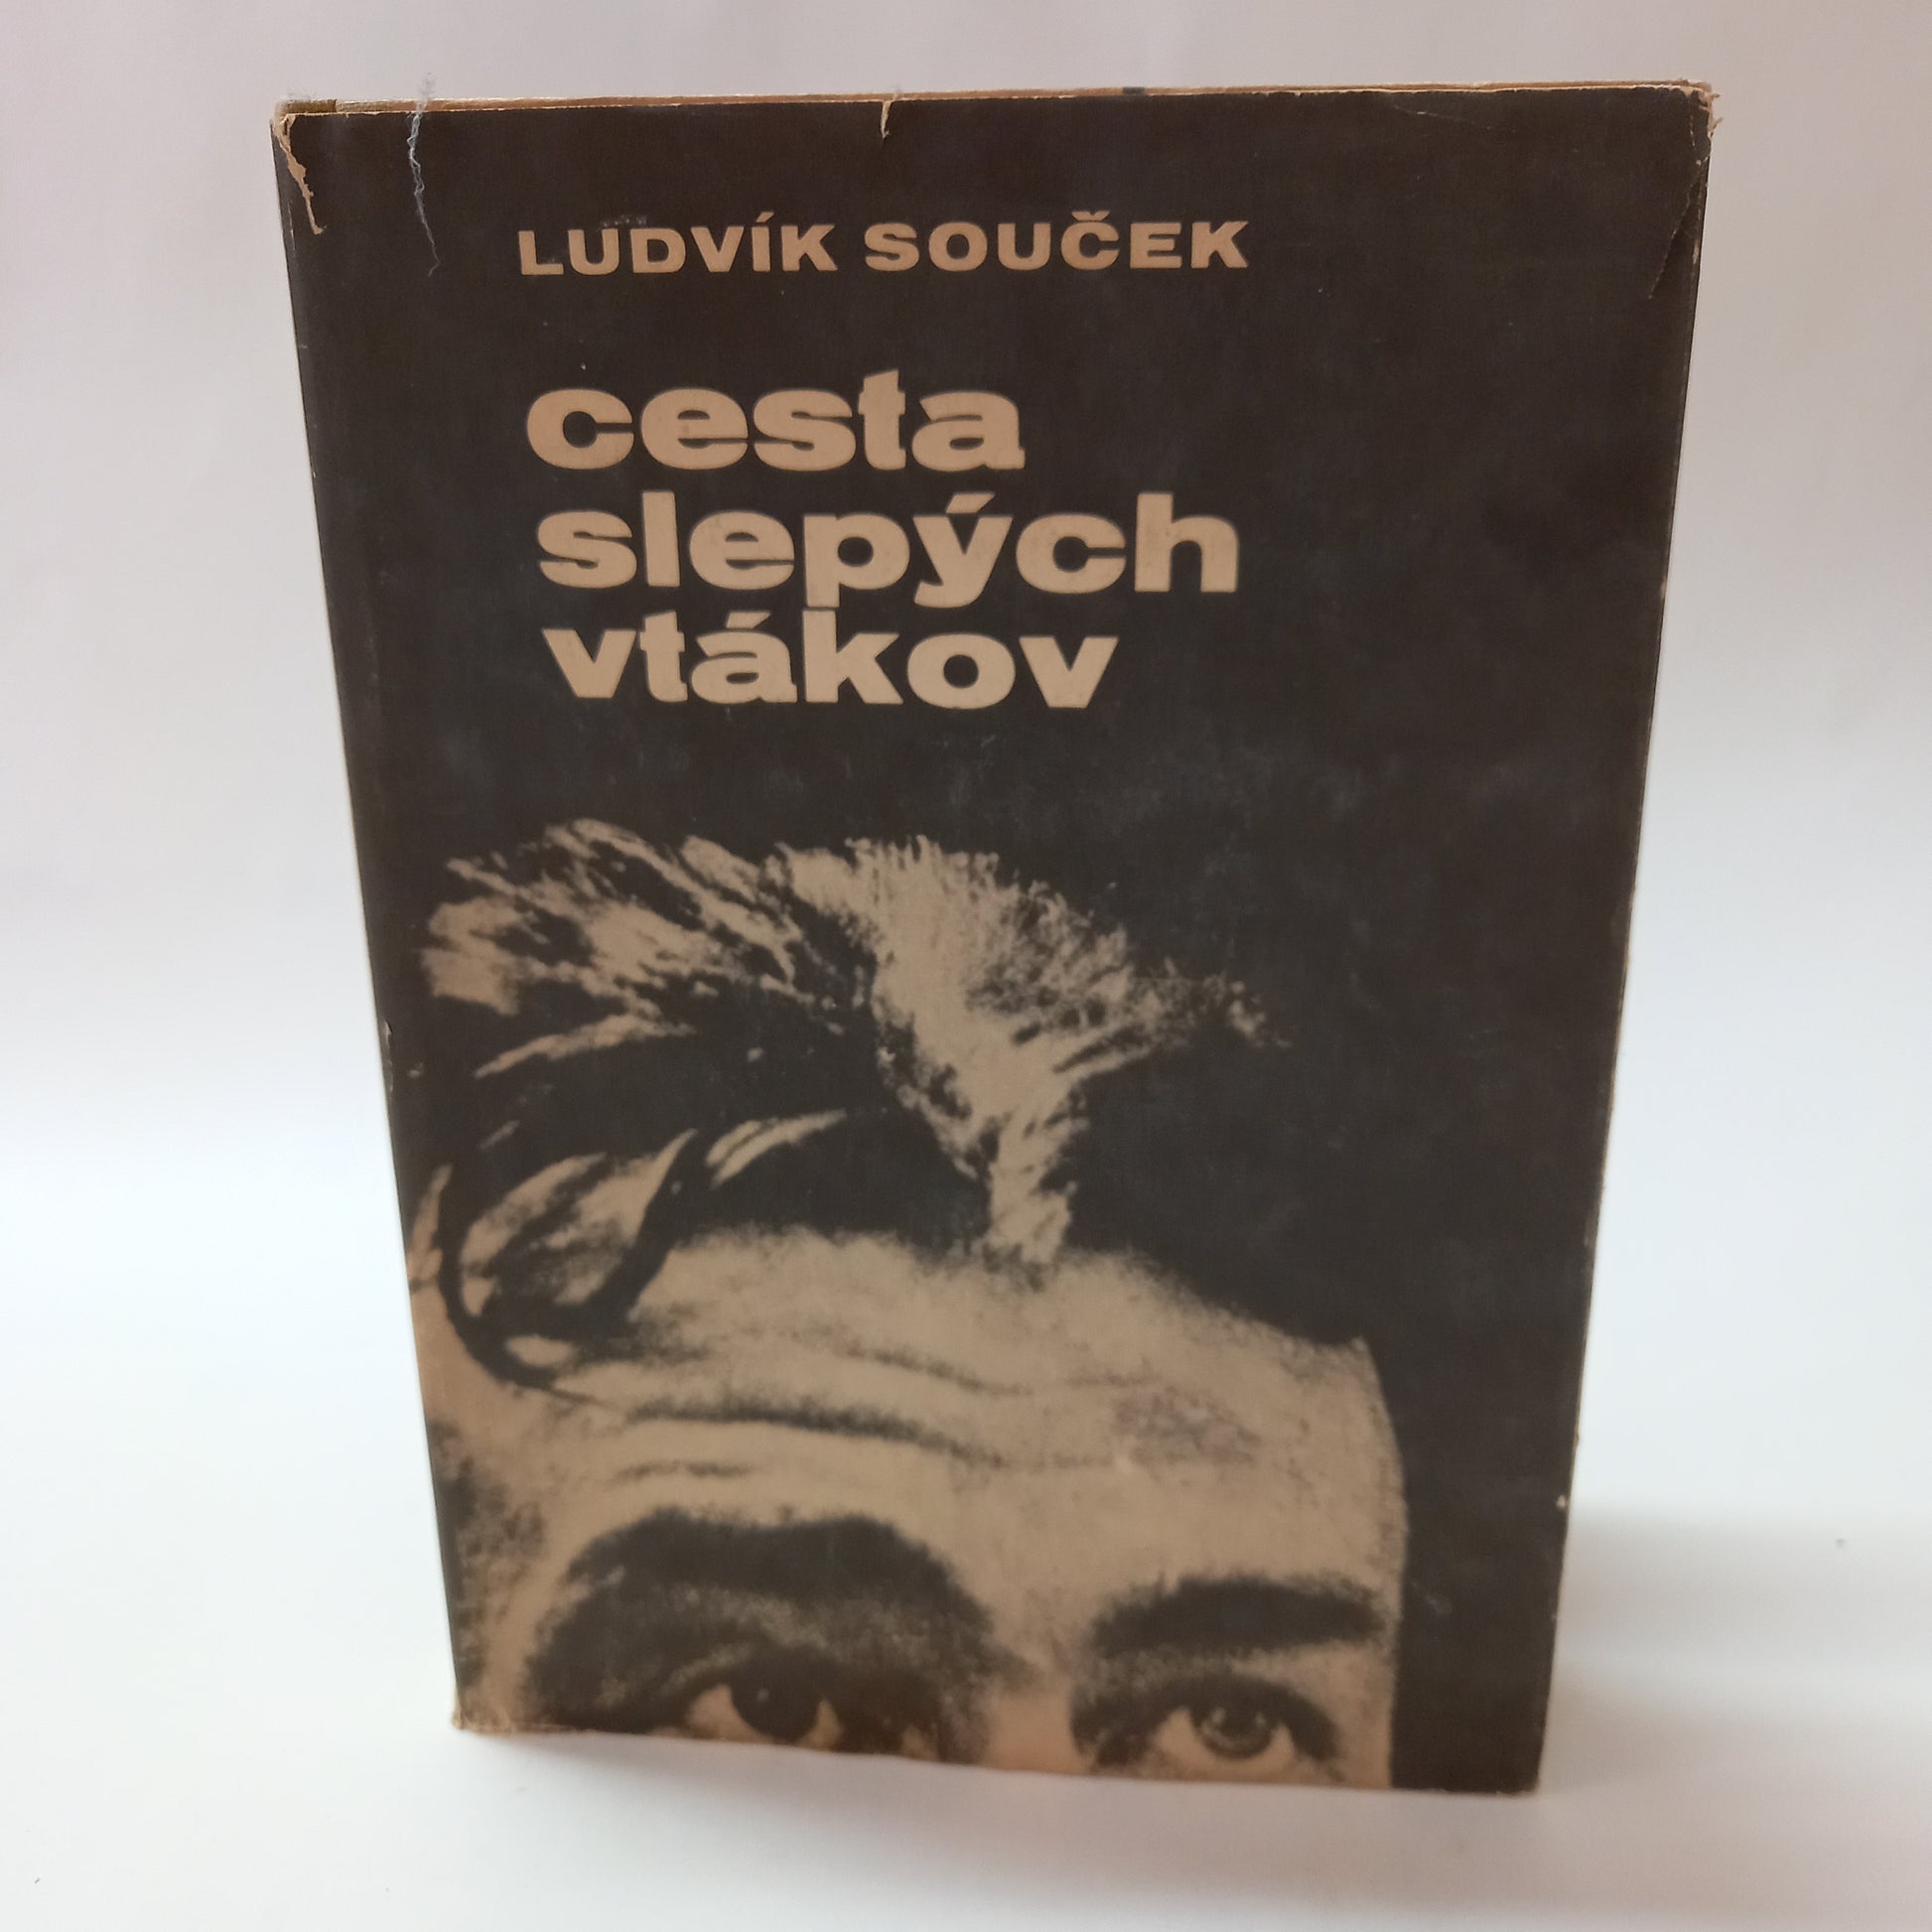 LUDVÍK SOUČEK
cesta
slepých
vtákov